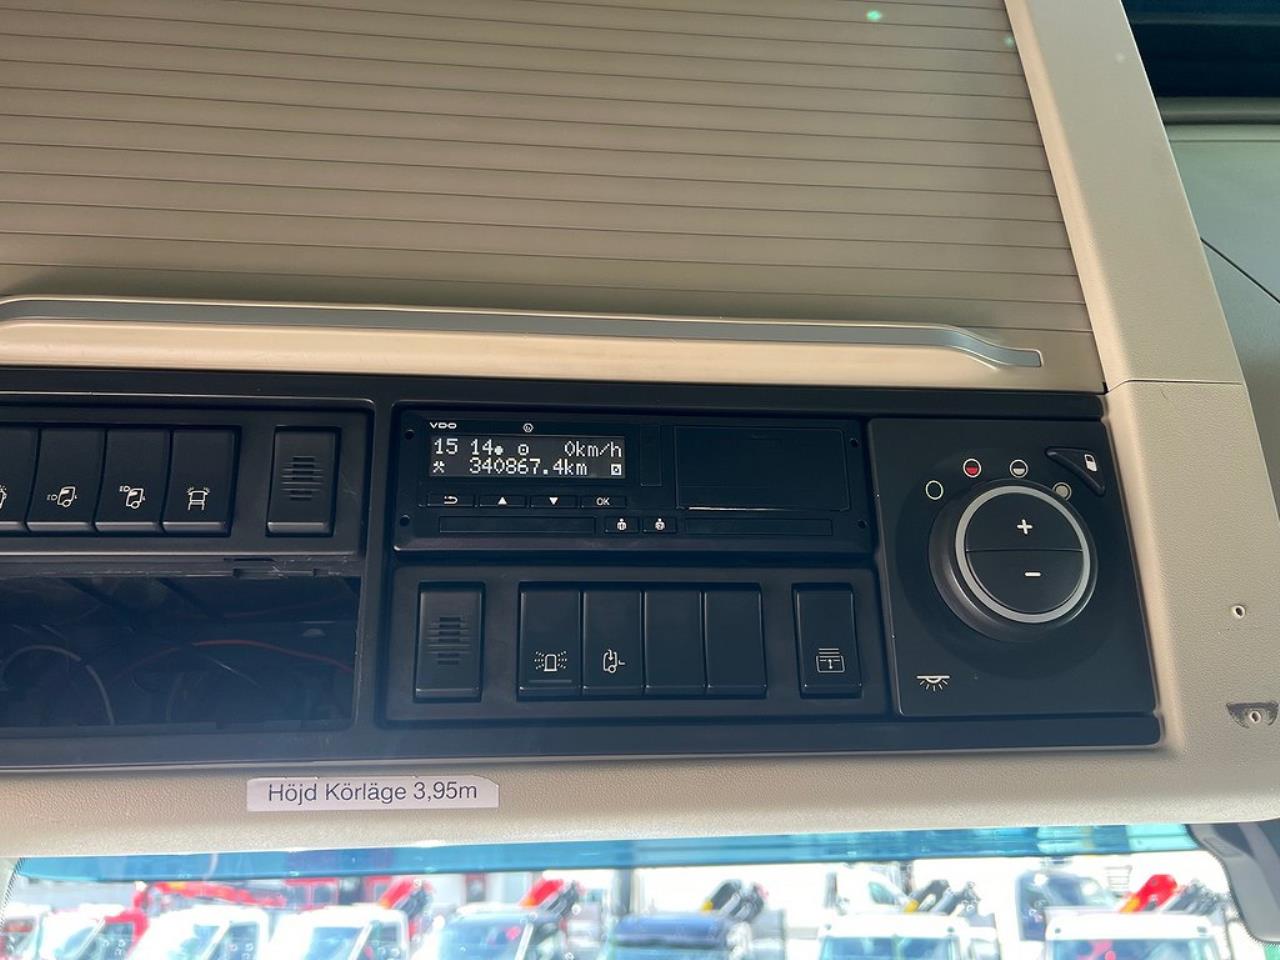 VDO
15 14 0km/h
340867.4km
OK
+
-
Höjd Körläge 3,95m